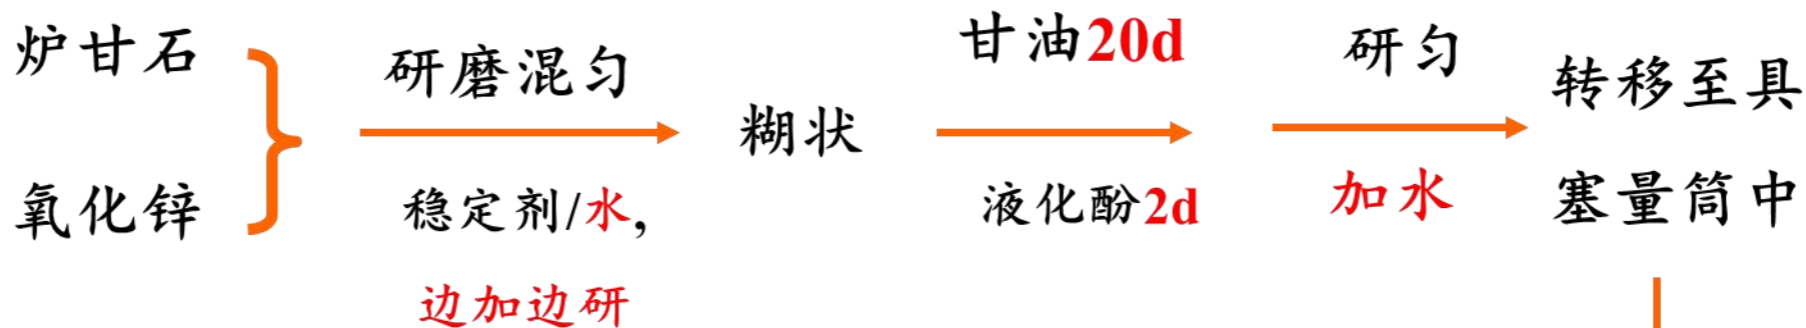 炉甘石
氧化锌
研磨混匀
稳定剂/水,
边加边研
糊状
甘油20d
液化酚2d
研匀
加水
转移至具
塞量筒中